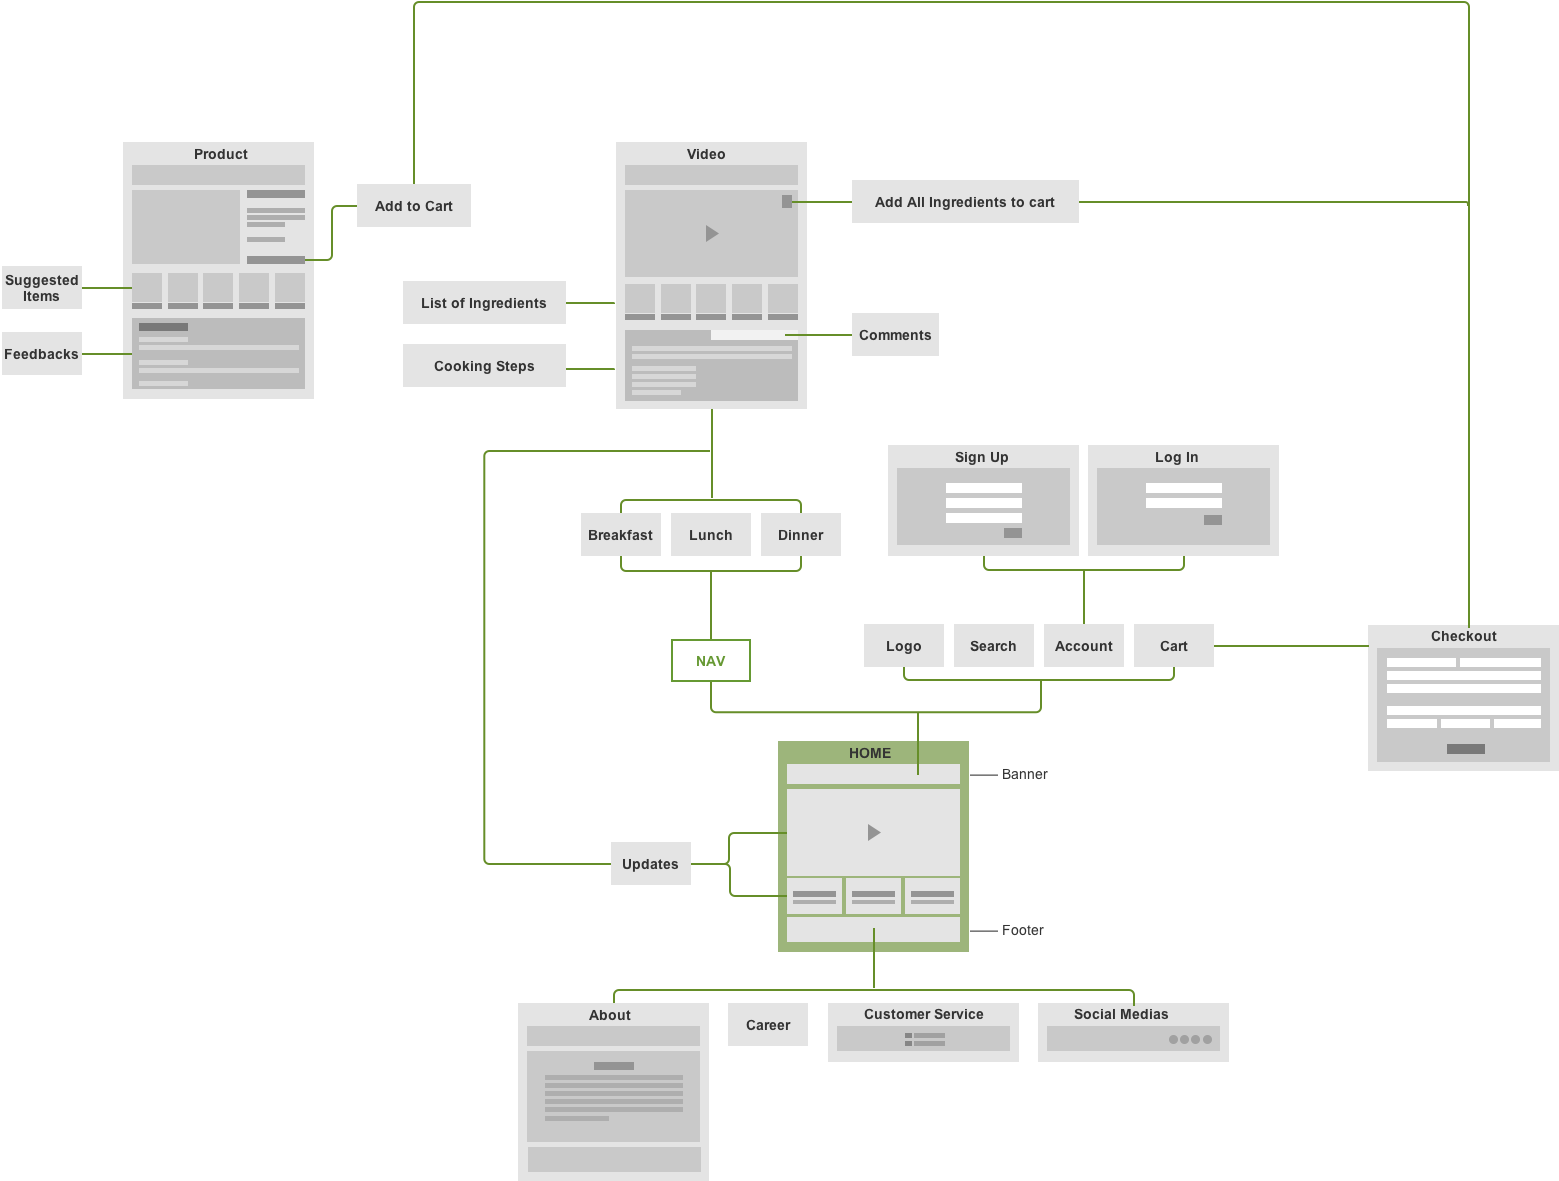 Product
Video
Add to Cart
Add All Ingredients to cart
Suggested
Items
List of Ingredients
Comments
Feedbacks
Cooking Steps
Sign Up
Log In
Breakfast
Lunch
Dinner
Logo
Search
Account
Cart
Checkout
NAV
HOME
Banner
Updates
Footer
About
Career
Customer Service
Social Medias